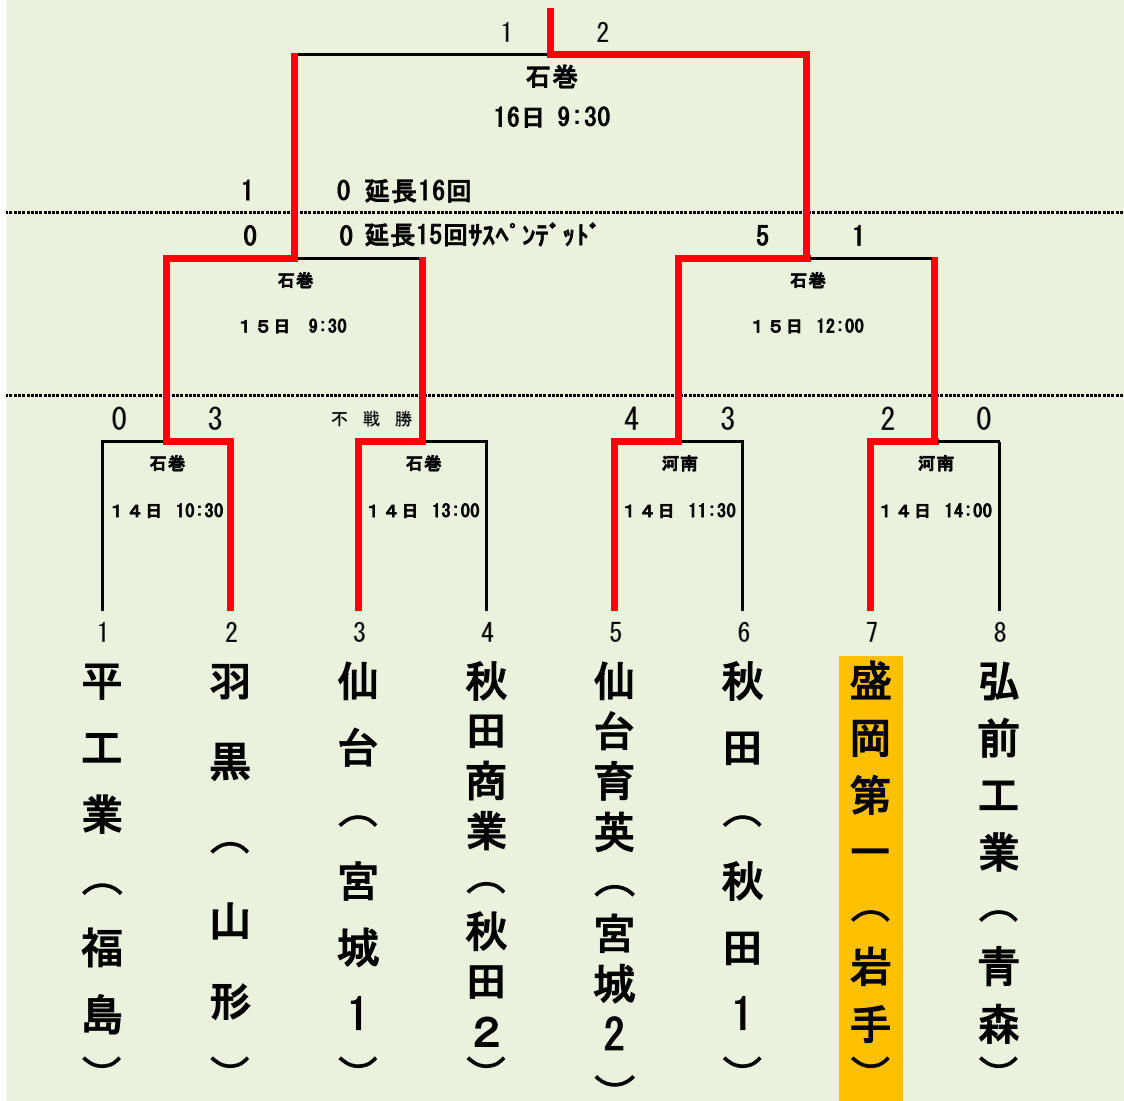 1 2
石巻
16日 9:30
1 0 延長16回
0 0 延長15回ｻｽﾍﾟﾝﾃﾞｯﾄﾞ 5 1
石巻 石巻
１５日 9:30 １５日 12:00
0 3 不 戦 勝 4 3 2 0
石巻 石巻 河南 河南
１４日 10:30 １４日 13:00 １４日 11:30 １４日 14:00
1 2 3 4 5 6 7 8
平工業（福島）
羽黒（山形）
仙台（宮城1）
秋田商業（秋田２）
仙台育英（宮城2）
秋田（秋田1）
盛岡第一（岩手）
弘前工業（青森）